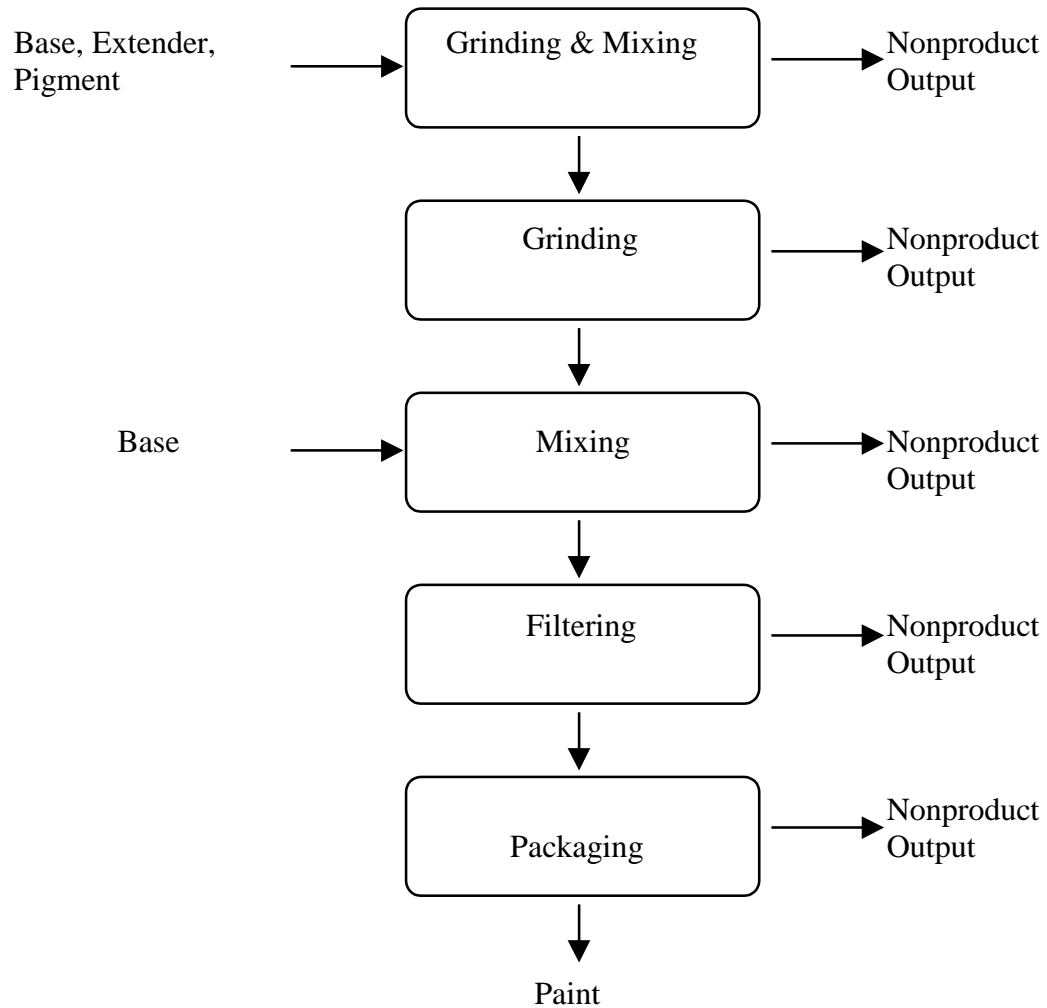 Base, Extender,
Pigment
Grinding & Mixing
Nonproduct
Output
Grinding
Nonproduct
Output
Base
Mixing
Nonproduct
Output
Filtering
Nonproduct
Output
Packaging
Nonproduct
Output
Paint